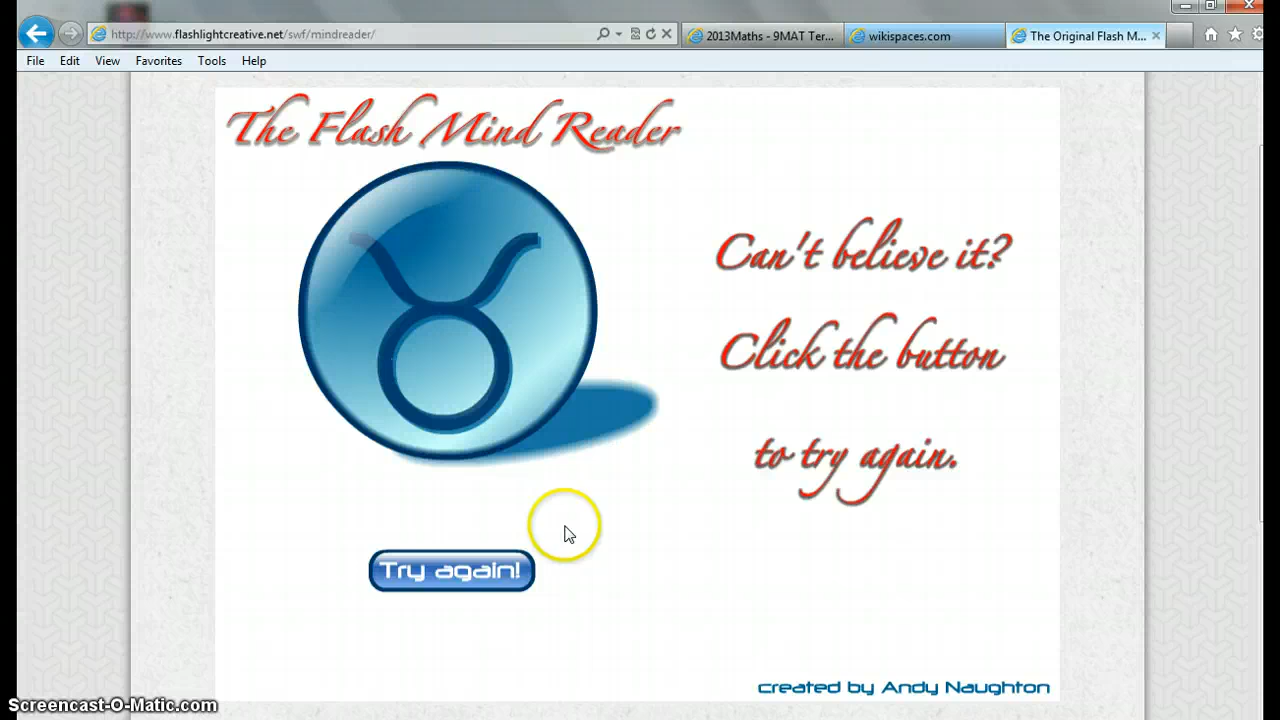 http://www.flashlightcreative.net/swf/mindreader/
2013Maths - 9MAT Ter...
wikispaces.com
The Original Flash M...
File Edit View Favorites Tools Help
The Flash Mind Reader
Can't believe it?
Click the button
to try again.
Try again!
created by Andy Naughton
Screencast-O-Matic.com